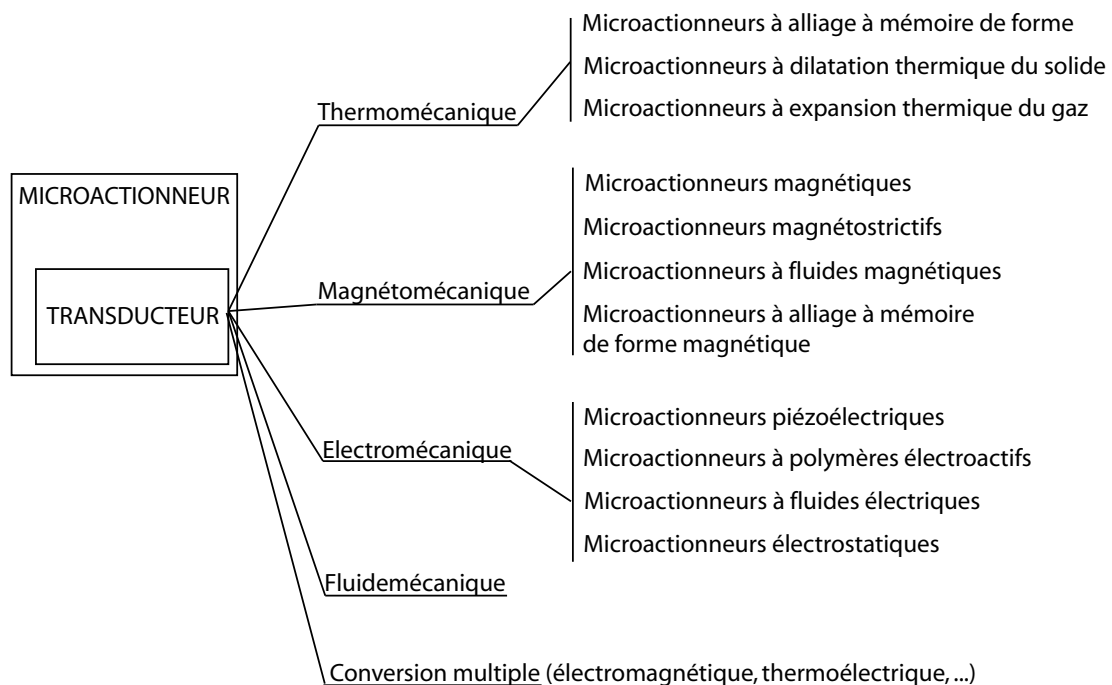 MICROACTIONNEUR
TRANSDUCTEUR
Thermomécanique
Microactionneurs à alliage à mémoire de forme
Microactionneurs à dilatation thermique du solide
Microactionneurs à expansion thermique du gaz
Magnétomécanique
Microactionneurs magnétiques
Microactionneurs magnétostrictifs
Microactionneurs à fluides magnétiques
Microactionneurs à alliage à mémoire
de forme magnétique
Electromécanique
Microactionneurs piézoélectriques
Microactionneurs à polymères électroactifs
Microactionneurs à fluides électriques
Microactionneurs électrostatiques
Fluidemécanique
Conversion multiple (électromagnétique, thermoélectrique, ...)